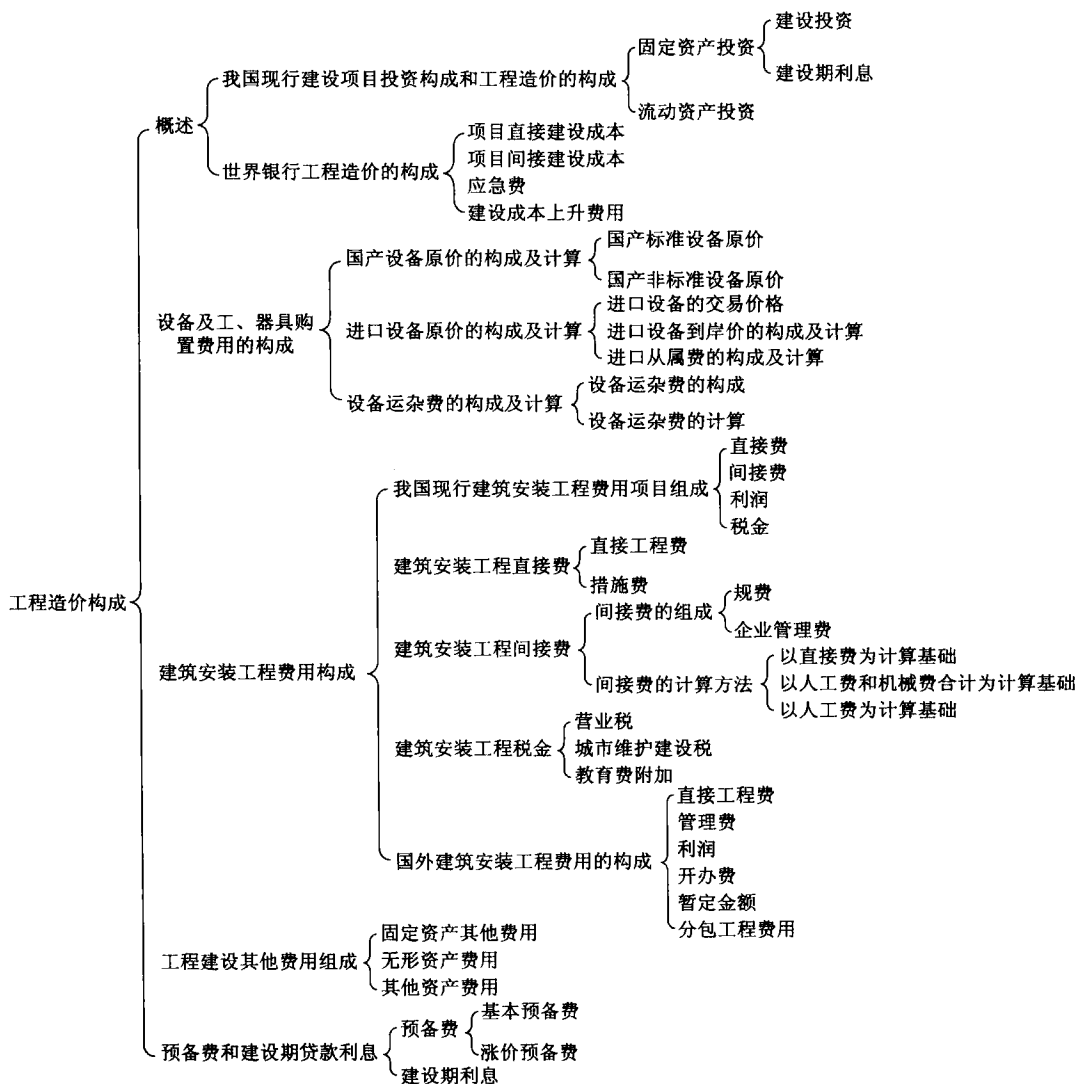 工程造价构成
概述
我国现行建设项目投资构成和工程造价的构成
固定资产投资
建设投资
建设期利息
流动资产投资
世界银行工程造价的构成
项目直接建设成本
项目间接建设成本
应急费
建设成本上升费用
设备及工、器具购
置费用的构成
国产设备原价的构成及计算
国产标准设备原价
国产非标准设备原价
进口设备原价的构成及计算
进口设备的交易价格
进口设备到岸价的构成及计算
进口从属费的构成及计算
设备运杂费的构成及计算
设备运杂费的构成
设备运杂费的计算
建筑安装工程费用构成
我国现行建筑安装工程费用项目组成
直接费
间接费
利润
税金
建筑安装工程直接费
直接工程费
措施费
建筑安装工程间接费
间接费的组成
规费
企业管理费
间接费的计算方法
以直接费为计算基础
以人工费和机械费合计为计算基础
以人工费为计算基础
建筑安装工程税金
营业税
城市维护建设税
教育费附加
国外建筑安装工程费用的构成
直接工程费
管理费
利润
开办费
暂定金额
分包工程费用
工程建设其他费用组成
固定资产其他费用
无形资产费用
其他资产费用
预备费和建设期贷款利息
预备费
基本预备费
涨价预备费
建设期利息